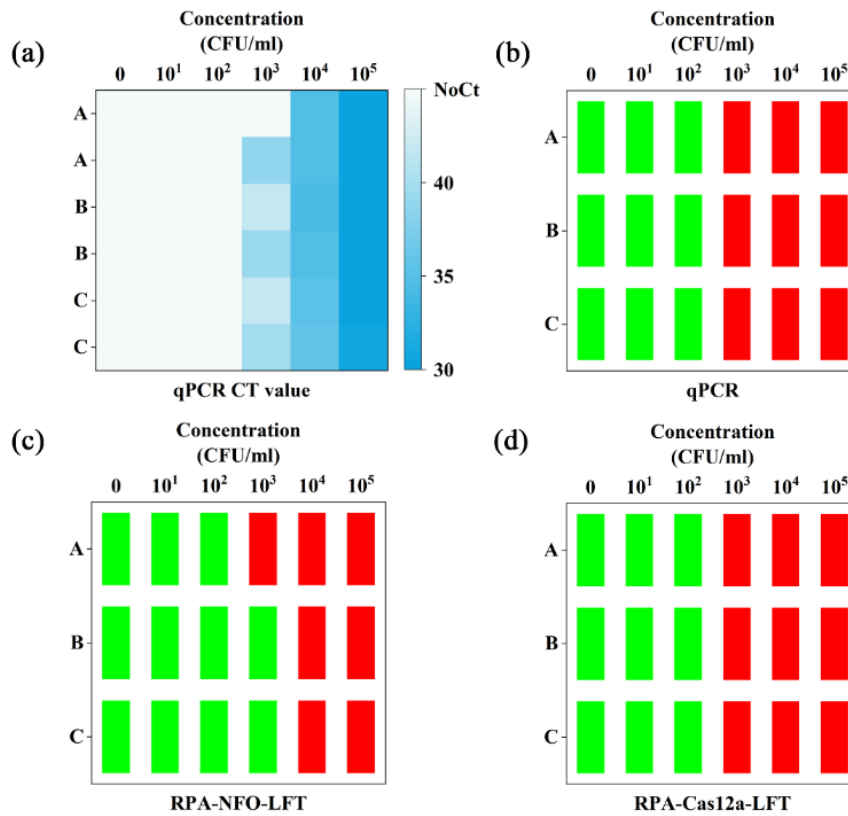 (a)
Concentration
(CFU/ml)
0 10¹ 10² 10³ 10⁴ 10⁵
A
A
B
B
C
C
NoCt
40
35
30
qPCR CT value
(b)
Concentration
(CFU/ml)
0 10¹ 10² 10³ 10⁴ 10⁵
A
B
C
qPCR
(c)
Concentration
(CFU/ml)
0 10¹ 10² 10³ 10⁴ 10⁵
A
B
C
RPA-NFO-LFT
(d)
Concentration
(CFU/ml)
0 10¹ 10² 10³ 10⁴ 10⁵
A
B
C
RPA-Cas12a-LFT